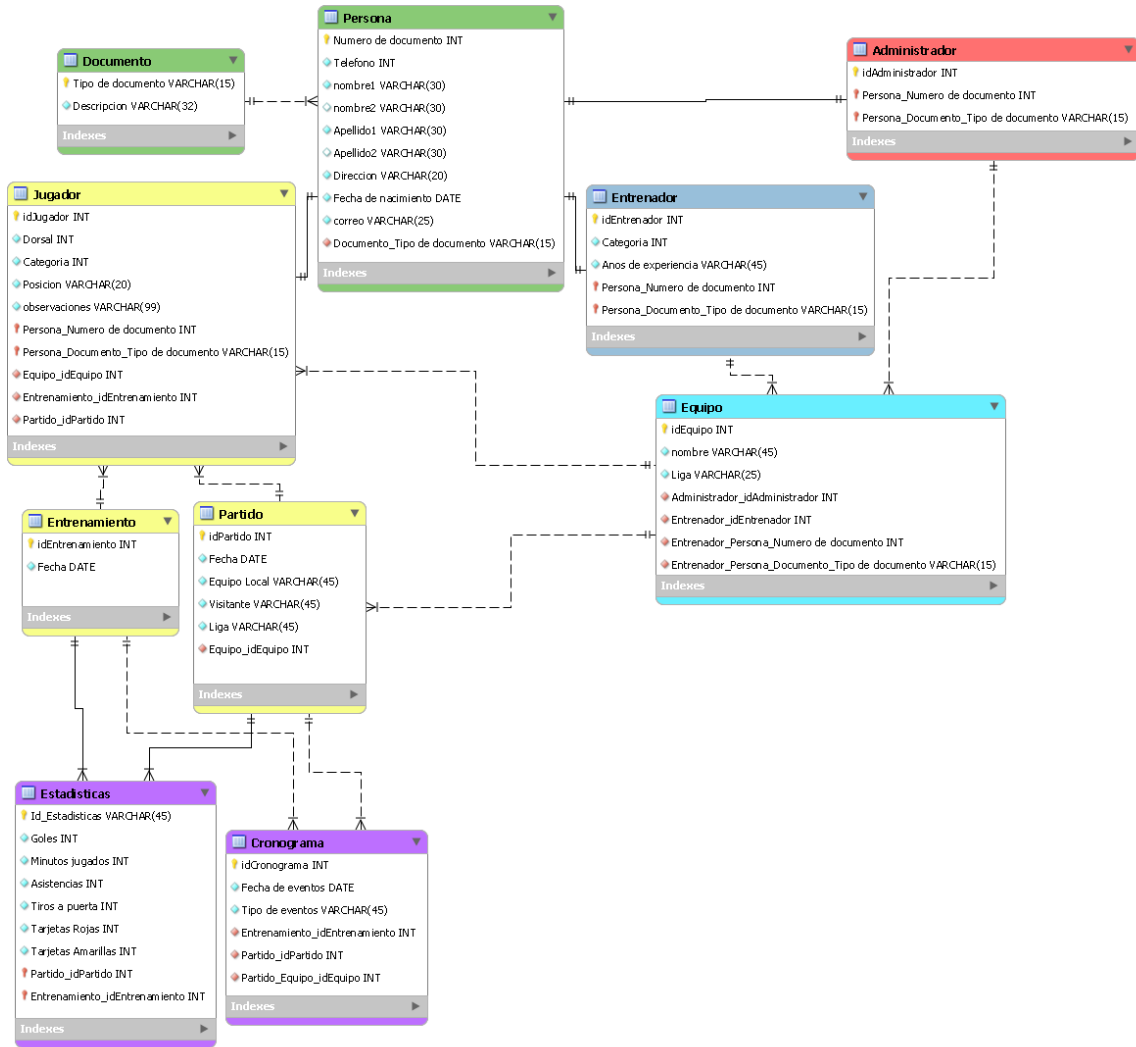 Persona
Numero de documento INT
Telefono INT
nombre1 VARCHAR(30)
nombre2 VARCHAR(30)
Apellido1 VARCHAR(30)
Apellido2 VARCHAR(30)
Direccion VARCHAR(20)
Fecha de nacimiento DATE
correo VARCHAR(25)
Documento_Tipo de documento VARCHAR(15)
Indexes
Documento
Tipo de documento VARCHAR(15)
Descripcion VARCHAR(32)
Indexes
Administrador
idAdministrador INT
Persona_Numero de documento INT
Persona_Documento_Tipo de documento VARCHAR(15)
Indexes
Jugador
idJugador INT
Dorsal INT
Categoria INT
Posicion VARCHAR(20)
observaciones VARCHAR(99)
Persona_Numero de documento INT
Persona_Documento_Tipo de documento VARCHAR(15)
Equipo_idEquipo INT
Entrenamiento_idEntrenamiento INT
Partido_idPartido INT
Indexes
Entrenador
idEntrenador INT
Categoria INT
Anos de experiencia VARCHAR(45)
Persona_Numero de documento INT
Persona_Documento_Tipo de documento VARCHAR(15)
Indexes
Equipo
idEquipo INT
nombre VARCHAR(45)
Liga VARCHAR(25)
Administrador_idAdministrador INT
Entrenador_idEntrenador INT
Entrenador_Persona_Numero de documento INT
Entrenador_Persona_Documento_Tipo de documento VARCHAR(15)
Indexes
Entrenamiento
idEntrenamiento INT
Fecha DATE
Indexes
Partido
idPartido INT
Fecha DATE
Equipo Local VARCHAR(45)
Visitante VARCHAR(45)
Liga VARCHAR(45)
Equipo_idEquipo INT
Indexes
Estadisticas
Id_Estadisticas VARCHAR(45)
Goles INT
Minutos jugados INT
Asistencias INT
Tiros a puerta INT
Tarjetas Rojas INT
Tarjetas Amarillas INT
Partido_idPartido INT
Entrenamiento_idEntrenamiento INT
Indexes
Cronograma
idCronograma INT
Fecha de eventos DATE
Tipo de eventos VARCHAR(45)
Entrenamiento_idEntrenamiento INT
Partido_idPartido INT
Partido_Equipo_idEquipo INT
Indexes